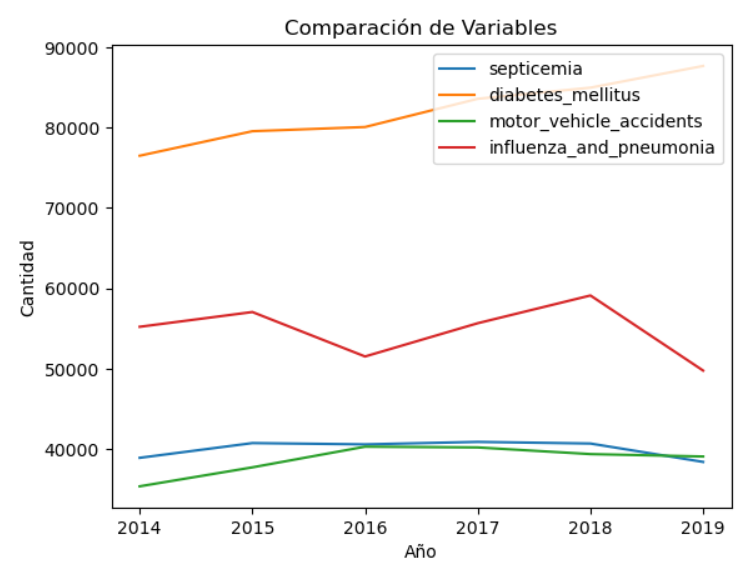 Comparación de Variables
septicemia
diabetes_mellitus
motor_vehicle_accidents
influenza_and_pneumonia
90000
80000
70000
60000
50000
40000
Cantidad
2014 2015 2016 2017 2018 2019
Año